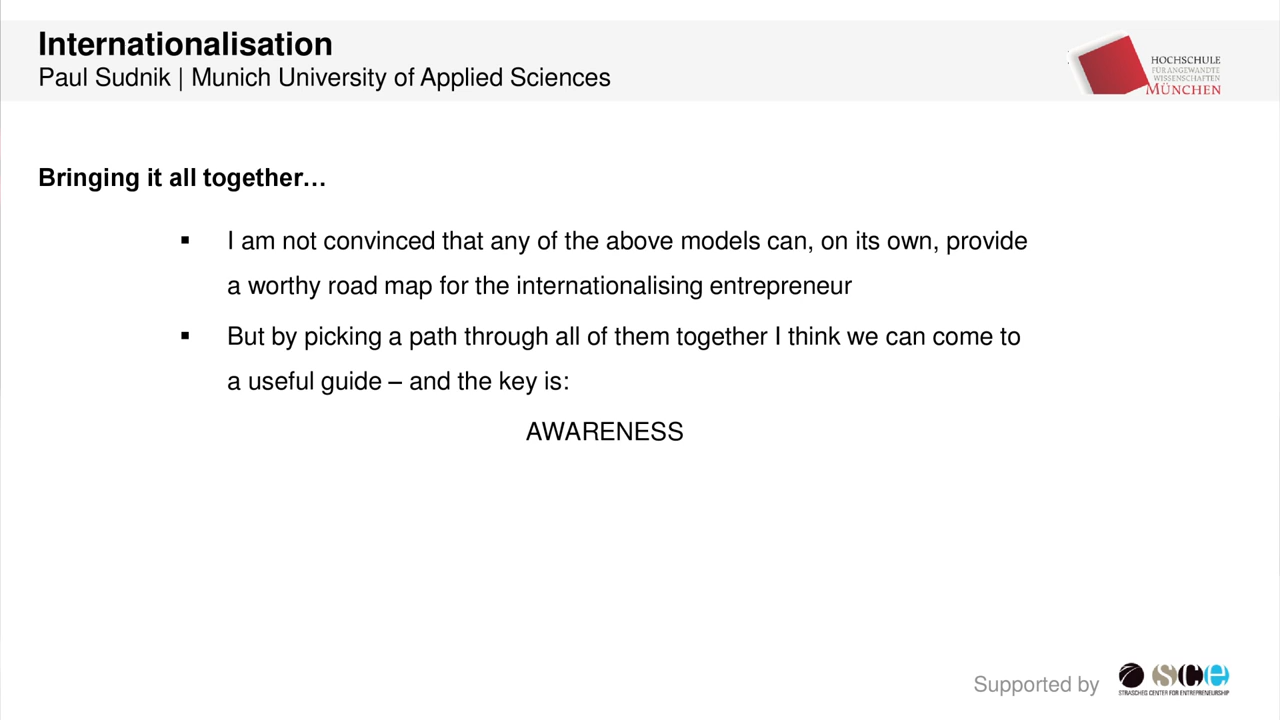 Internationalisation
Paul Sudnik | Munich University of Applied Sciences
HOCHSCHULE
FÜR ANGEWANDTE
WISSENSCHAFTEN
MÜNCHEN
Bringing it all together…
▪ I am not convinced that any of the above models can, on its own, provide
a worthy road map for the internationalising entrepreneur
▪ But by picking a path through all of them together I think we can come to
a useful guide – and the key is:
AWARENESS
Supported by
sce
STRASCHEG CENTER FOR ENTREPRENEURSHIP